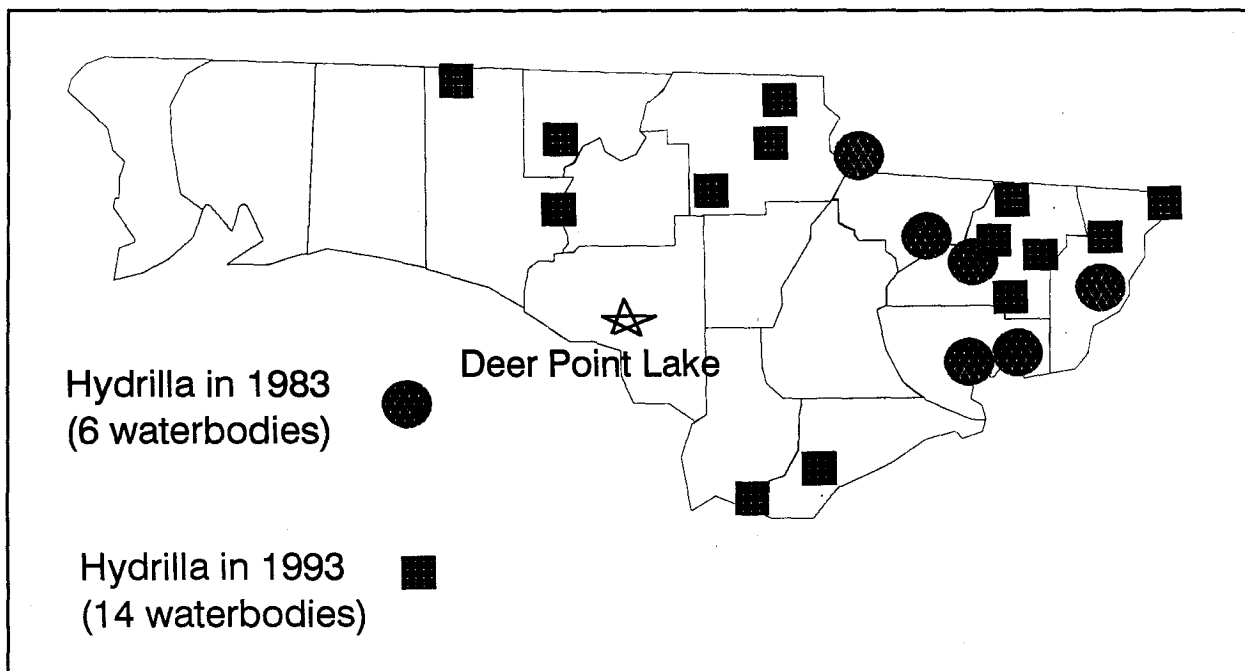 Deer Point Lake
Hydrilla in 1983
(6 waterbodies)
Hydrilla in 1993
(14 waterbodies)